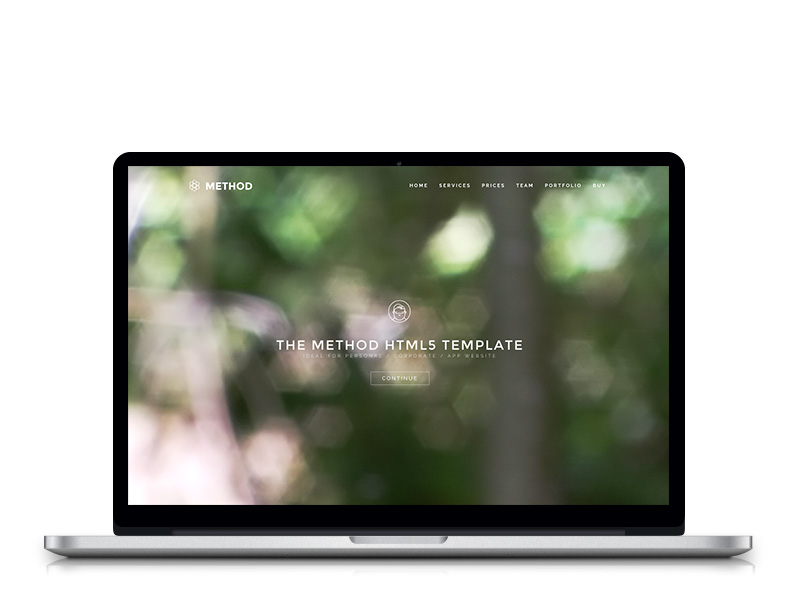 METHOD
HOME SERVICES PRICES TEAM PORTFOLIO BUY
THE METHOD HTML5 TEMPLATE
IDEAL FOR PERSONAL / CORPORATE / APP WEBSITE
CONTINUE